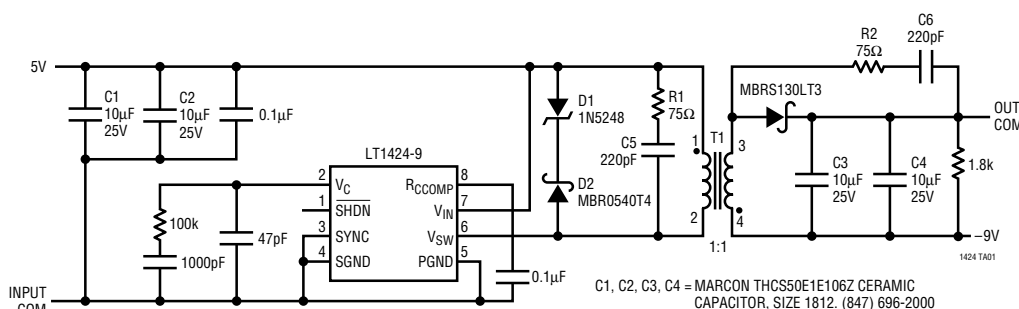 C6
220pF
R2
75Ω
5V
MBRS130LT3
OUT
COM
C1
10µF
25V
C2
10µF
25V
0.1µF
D1
1N5248
R1
75Ω
C5
220pF
T1
1
3
2
4
1:1
C3
10µF
25V
C4
10µF
25V
1.8k
LT1424-9
2
VC
RCCOMP
8
1
SHDN
VIN
7
3
SYNC
VSW
6
4
SGND
PGND
5
D2
MBR0540T4
100k
1000pF
47pF
0.1µF
–9V
1424 TA01
INPUT
COM
C1, C2, C3, C4 = MARCON THCS50E1E106Z CERAMIC
CAPACITOR, SIZE 1812. (847) 696-2000